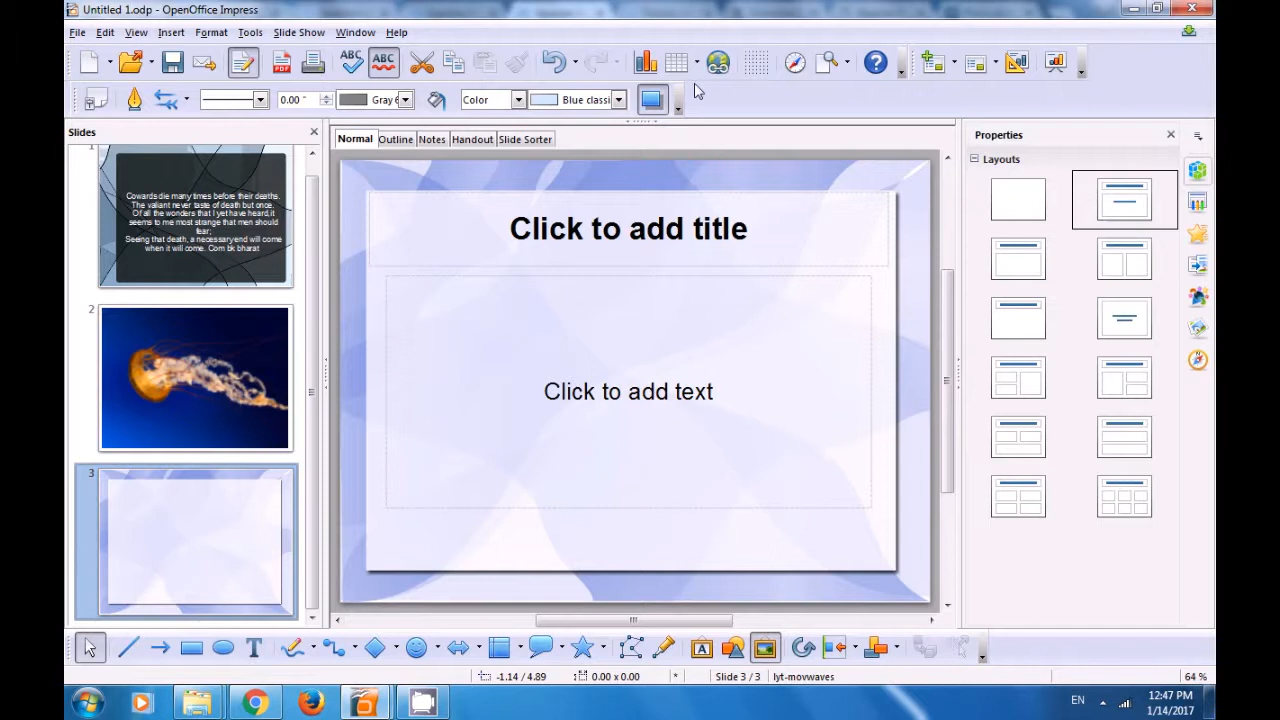 Untitled 1.odp - OpenOffice Impress
File Edit View Insert Format Tools Slide Show Window Help
ABC ABC
0.00 " Gray 6 Color Blue classi
Slides
Normal Outline Notes Handout Slide Sorter
Properties
Layouts
1
Cowards die many times before their deaths.
The valiant never taste of death but once.
Of all the wonders that I yet have heard,it
seems to me most strange that men should
fear;
Seeing that death, a necessary end will come
when it will come. Com bk bharat
2
3
Click to add title
Click to add text
-1.14 / 4.89 0.00 x 0.00 * Slide 3 / 3 lyt-movwaves 64 %
EN
12:47 PM
1/14/2017